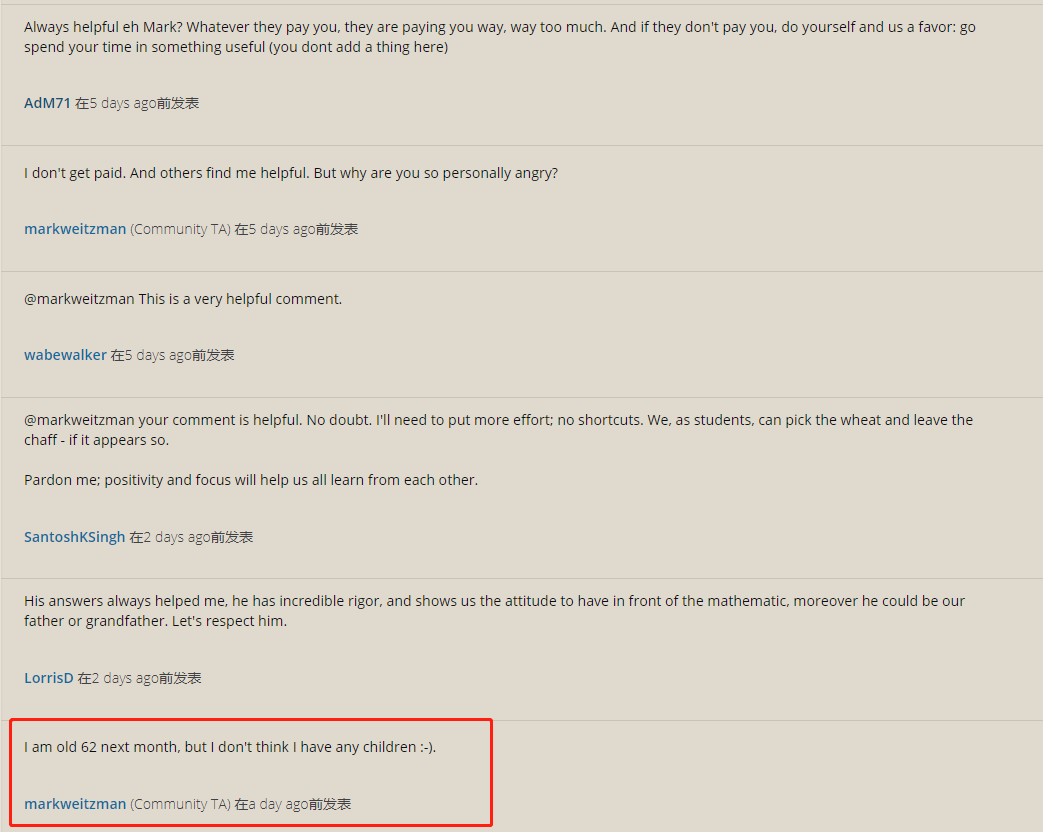 Always helpful eh Mark? Whatever they pay you, they are paying you way, way too much. And if they don't pay you, do yourself and us a favor: go
spend your time in something useful (you dont add a thing here)
AdM71 在5 days ago前发表
I don't get paid. And others find me helpful. But why are you so personally angry?
markweitzman (Community TA) 在5 days ago前发表
@markweitzman This is a very helpful comment.
wabewalker 在5 days ago前发表
@markweitzman your comment is helpful. No doubt. I'll need to put more effort; no shortcuts. We, as students, can pick the wheat and leave the
chaff - if it appears so.
Pardon me; positivity and focus will help us all learn from each other.
SantoshKSingh 在2 days ago前发表
His answers always helped me, he has incredible rigor, and shows us the attitude to have in front of the mathematic, moreover he could be our
father or grandfather. Let's respect him.
LorrisD 在2 days ago前发表
I am old 62 next month, but I don't think I have any children :-).
markweitzman (Community TA) 在a day ago前发表